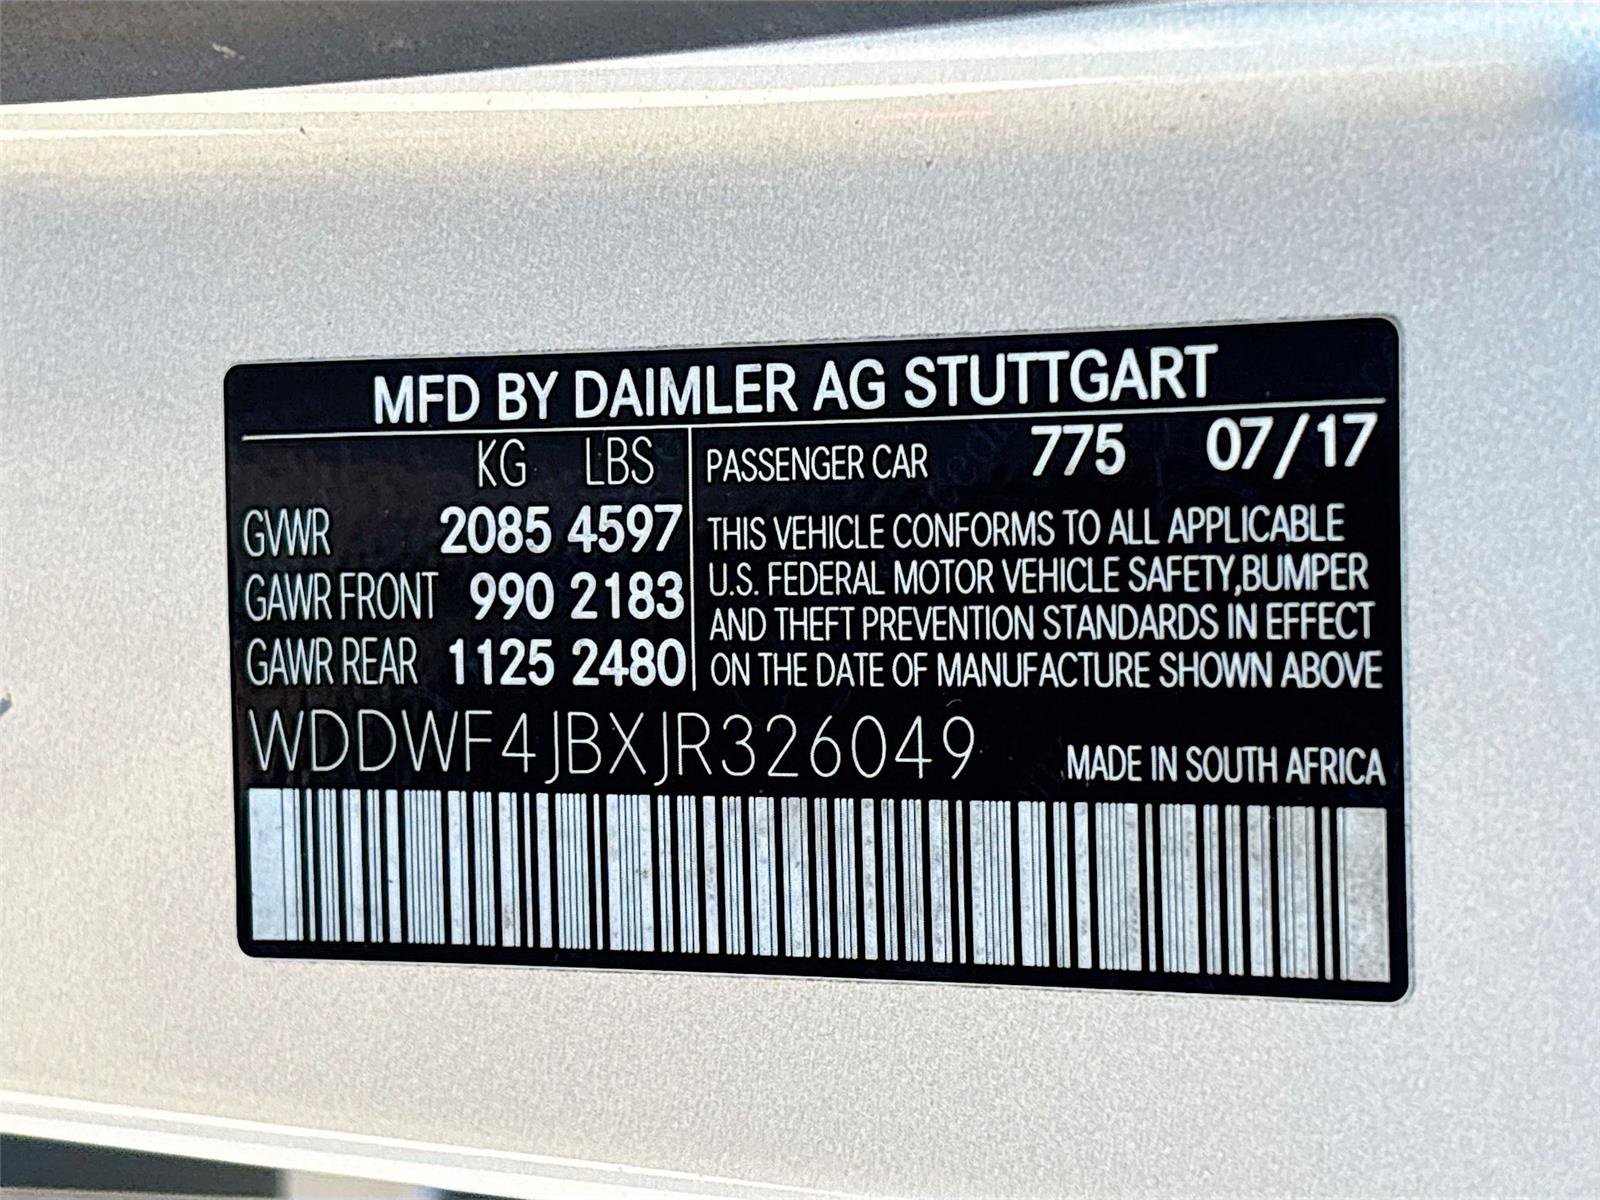 MFD BY DAIMLER AG STUTTGART
KG LBS
GVWR 2085 4597
GAWR FRONT 990 2183
GAWR REAR 1125 2480
PASSENGER CAR 775 07/17
THIS VEHICLE CONFORMS TO ALL APPLICABLE
U.S. FEDERAL MOTOR VEHICLE SAFETY,BUMPER
AND THEFT PREVENTION STANDARDS IN EFFECT
ON THE DATE OF MANUFACTURE SHOWN ABOVE
WDDWF4JBXJR326049
MADE IN SOUTH AFRICA